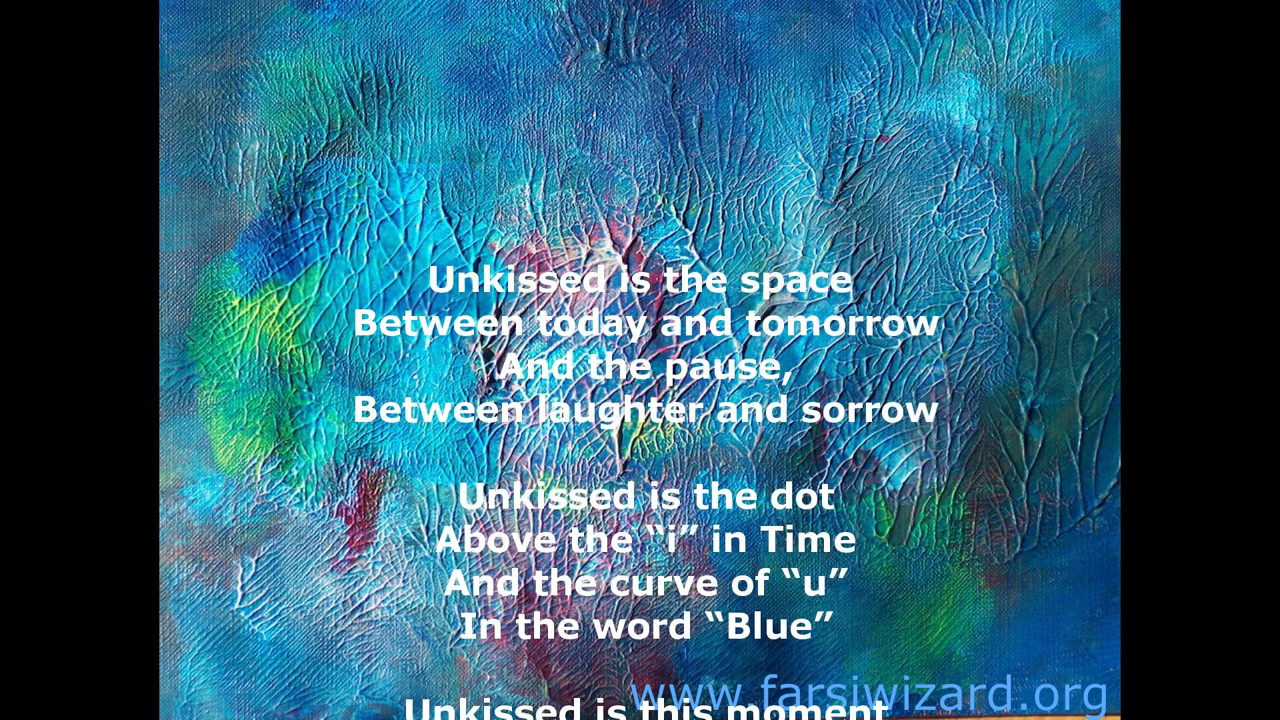 Unkissed is the space
Between today and tomorrow
And the pause,
Between laughter and sorrow
Unkissed is the dot
Above the “i” in Time
And the curve of “u”
In the word “Blue”
www.farsiwizard.org
Unkissed is this moment